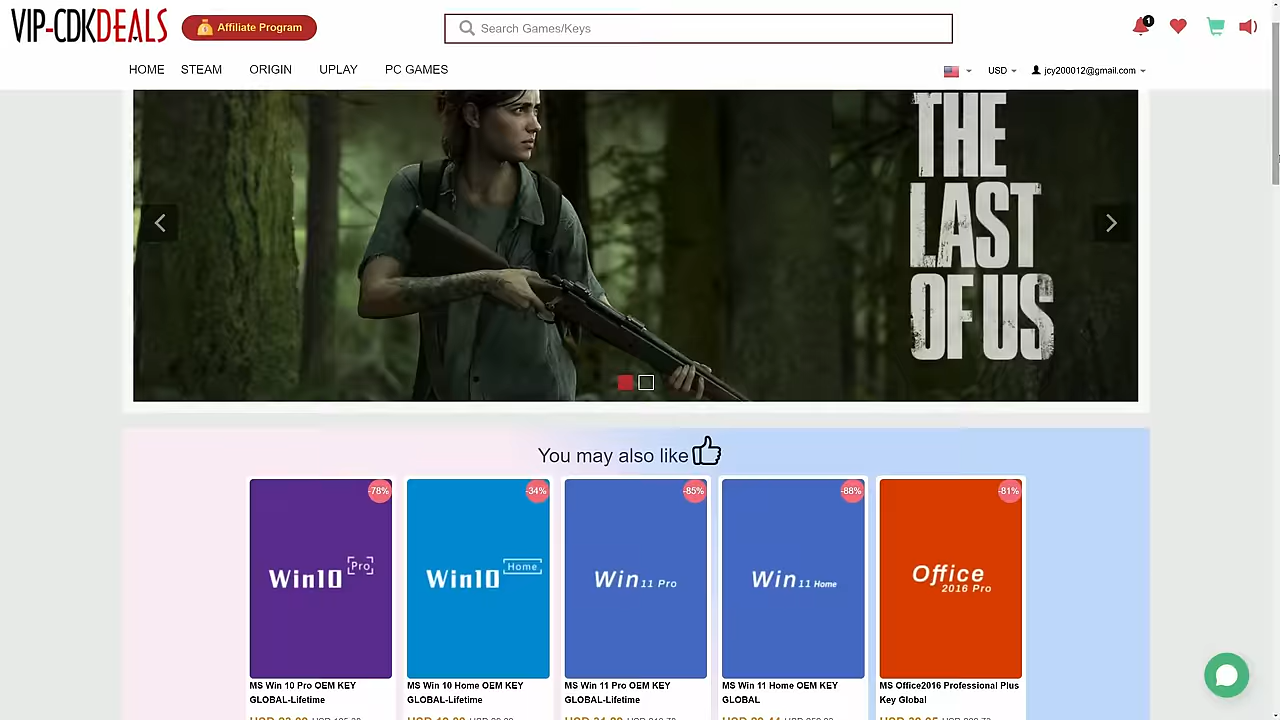 VIP-CDKDEALS
Affiliate Program
Search Games/Keys
1
HOME
STEAM
ORIGIN
UPLAY
PC GAMES
USD
jcy200012@gmail.com
THE
LAST
OF US
You may also like
-78%
-34%
-85%
-88%
-81%
Win10 Pro
Win10 Home
Win 11 Pro
Win 11 Home
Office
2016 Pro
MS Win 10 Pro OEM KEY
GLOBAL-Lifetime
MS Win 10 Home OEM KEY
GLOBAL-Lifetime
MS Win 11 Pro OEM KEY
GLOBAL-Lifetime
MS Win 11 Home OEM KEY
GLOBAL
MS Office2016 Professional Plus
Key Global